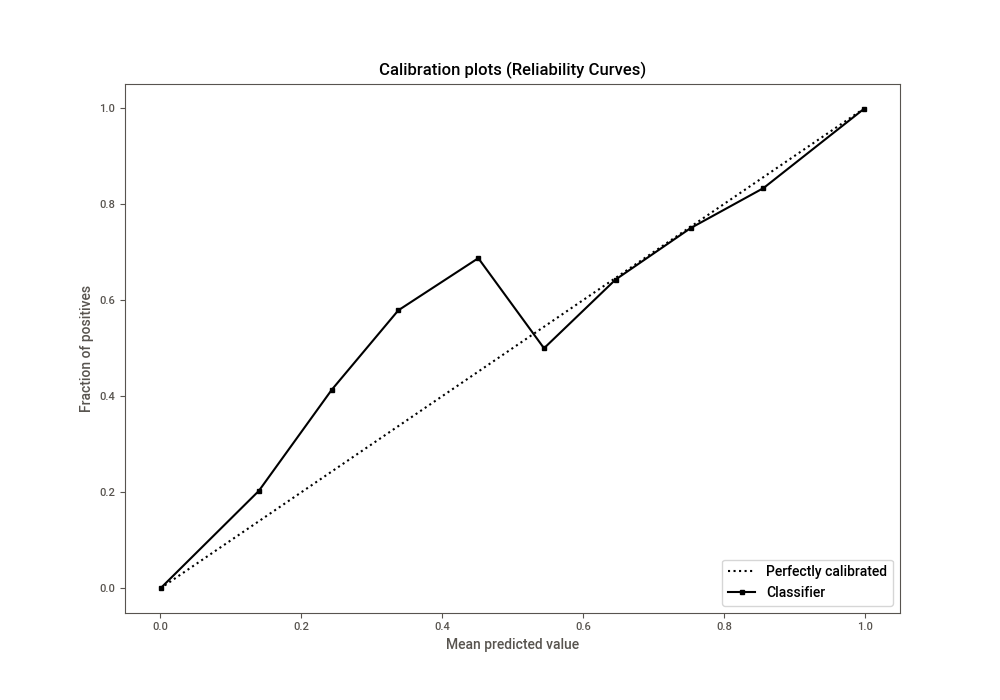 Calibration plots (Reliability Curves)
Fraction of positives
1.0
0.8
0.6
0.4
0.2
0.0
0.0 0.2 0.4 0.6 0.8 1.0
Mean predicted value
Perfectly calibrated
Classifier